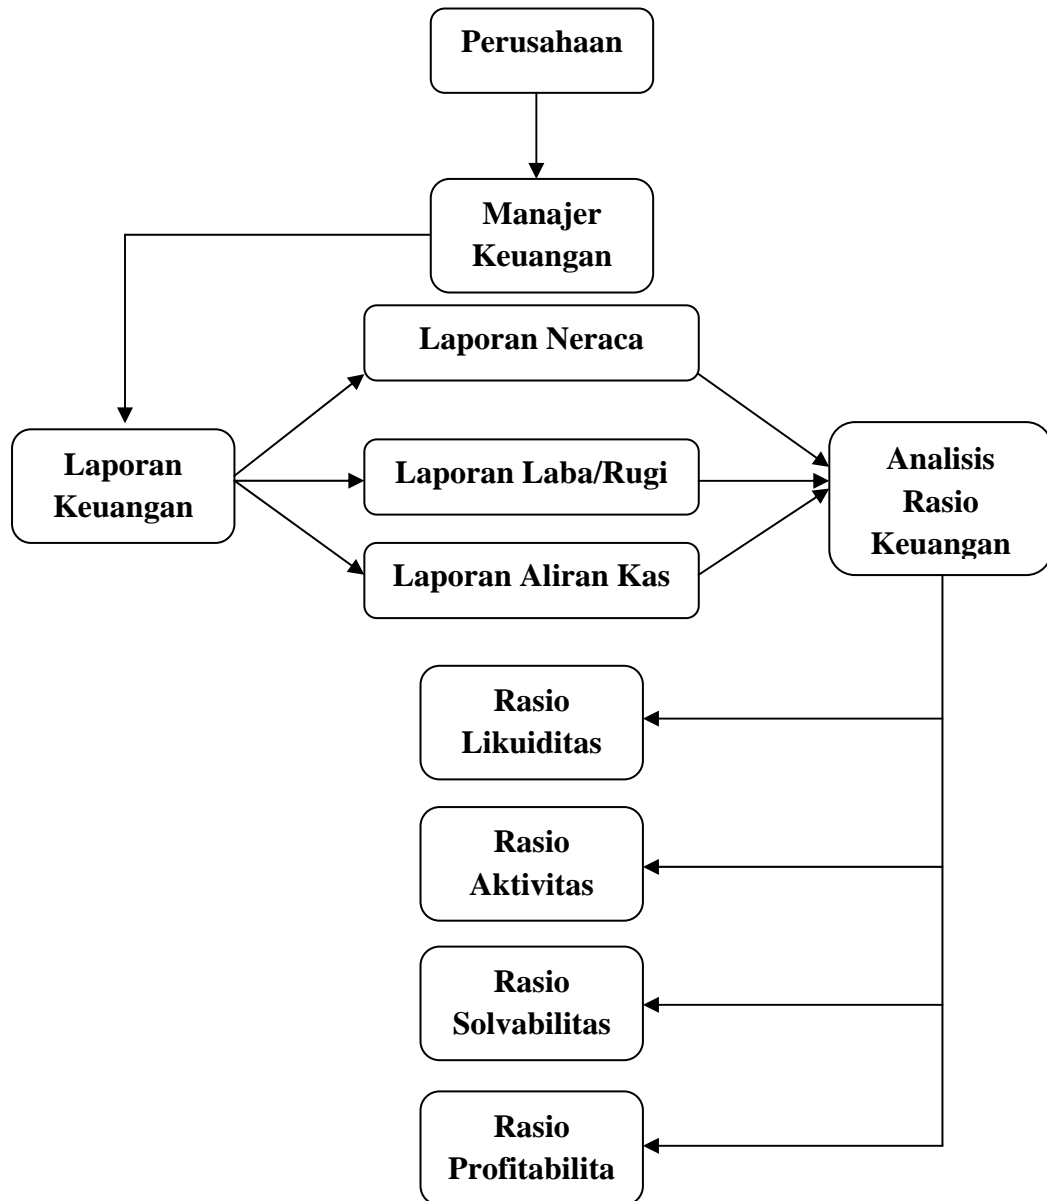 Perusahaan
Manajer
Keuangan
Laporan Neraca
Laporan
Keuangan
Laporan Laba/Rugi
Laporan Aliran Kas
Analisis
Rasio
Keuangan
Rasio
Likuiditas
Rasio
Aktivitas
Rasio
Solvabilitas
Rasio
Profitabilita